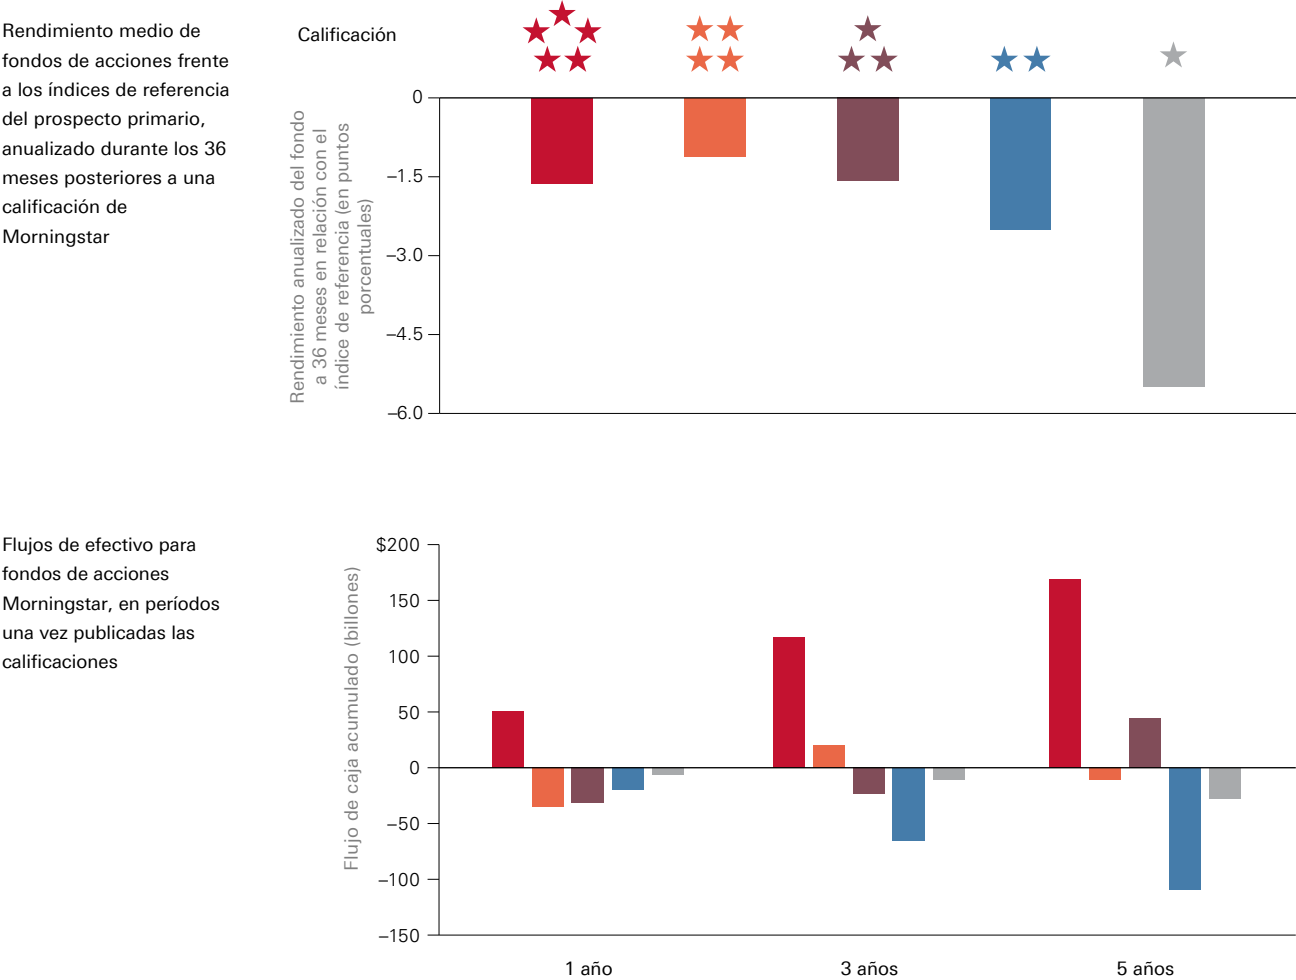 Rendimiento medio de
fondos de acciones frente
a los índices de referencia
del prospecto primario,
anualizado durante los 36
meses posteriores a una
calificación de
Morningstar
Calificación
Rendimiento anualizado del fondo
a 36 meses en relación con el
índice de referencia (en puntos
porcentuales)
0
–1.5
–3.0
–4.5
–6.0
Flujos de efectivo para
fondos de acciones
Morningstar, en períodos
una vez publicadas las
calificaciones
Flujo de caja acumulado (billones)
$200
150
100
50
0
–50
–100
–150
1 año
3 años
5 años